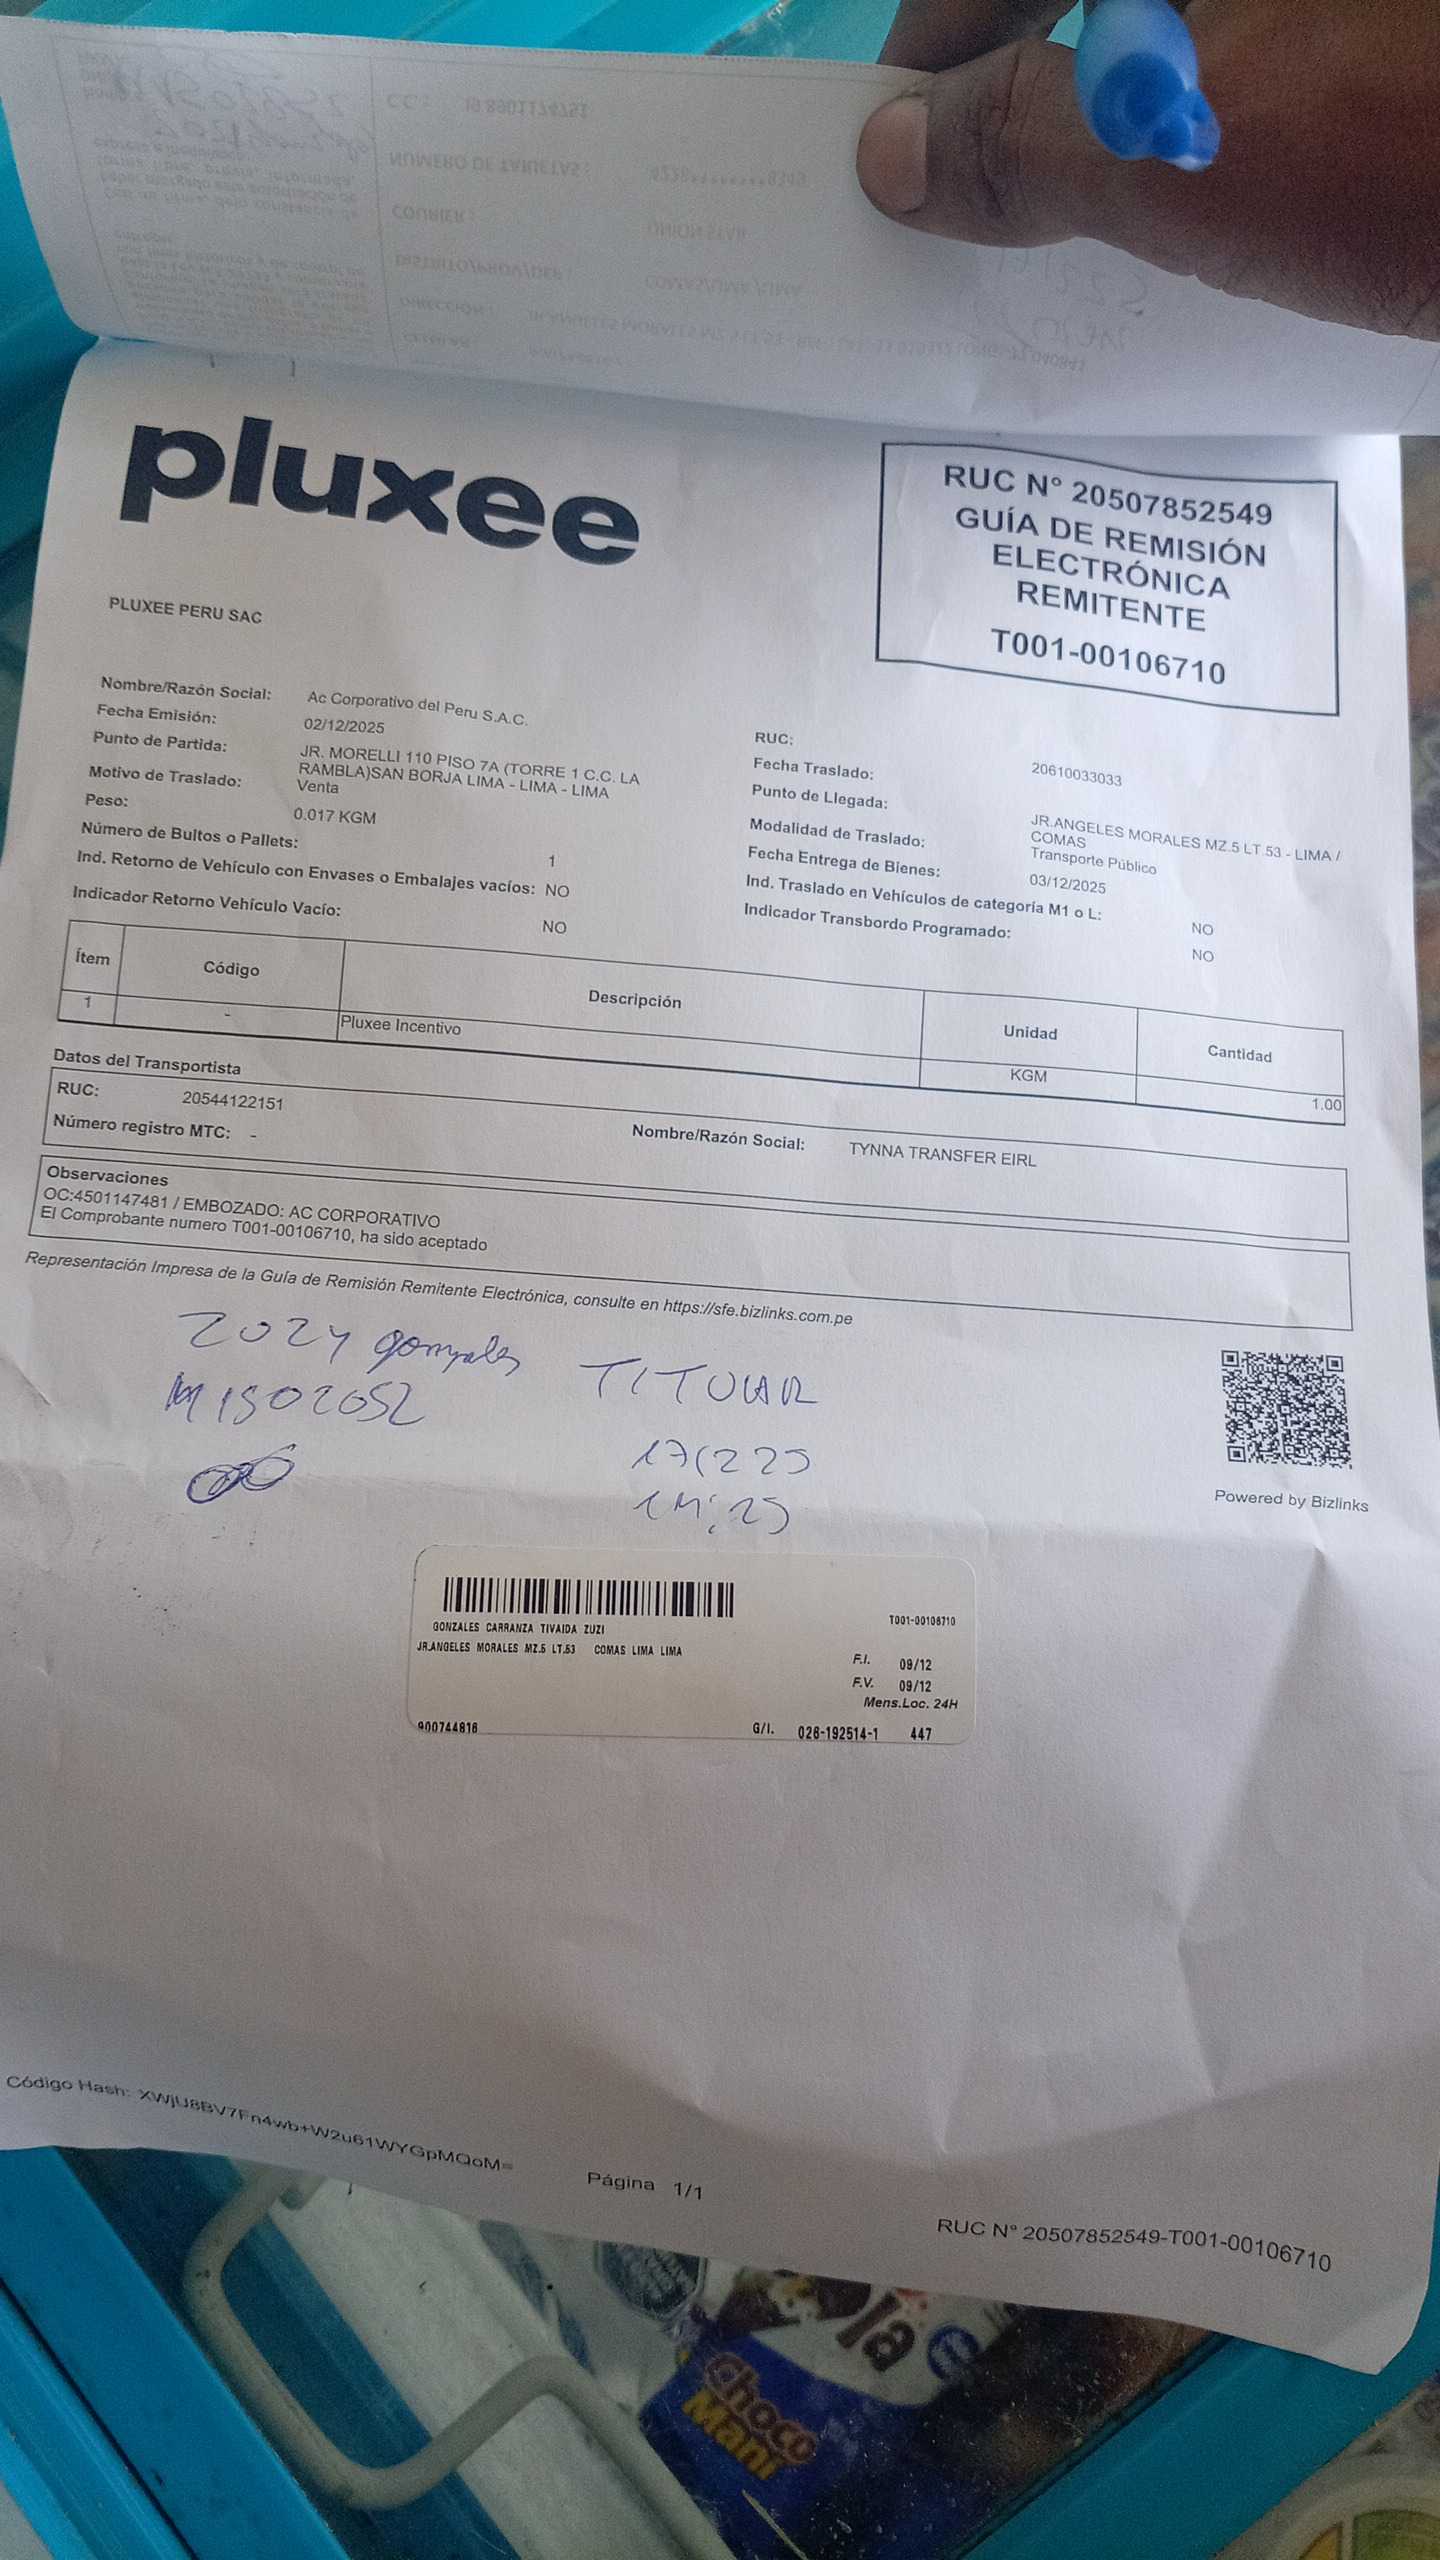 pluxee
RUC N° 20507852549
GUÍA DE REMISIÓN
ELECTRÓNICA
REMITENTE
T001-00106710
PLUXEE PERU SAC
Nombre/Razón Social: Ac Corporativo del Peru S.A.C.
Fecha Emisión: 02/12/2025
Punto de Partida: JR. MORELLI 110 PISO 7A (TORRE 1 C.C. LA
RAMBLA)SAN BORJA LIMA - LIMA - LIMA
Motivo de Traslado: Venta
Peso: 0.017 KGM
Número de Bultos o Pallets: 1
Ind. Retorno de Vehículo con Envases o Embalajes vacíos: NO
Indicador Retorno Vehículo Vacío: NO
RUC: 20610033033
Fecha Traslado:
Punto de Llegada: JR.ANGELES MORALES MZ.5 LT.53 - LIMA /
COMAS
Modalidad de Traslado: Transporte Público
Fecha Entrega de Bienes: 03/12/2025
Ind. Traslado en Vehículos de categoría M1 o L: NO
Indicador Transbordo Programado: NO
Ítem Código Descripción Unidad Cantidad
1 - Pluxee Incentivo KGM 1.00
Datos del Transportista
RUC: 20544122151 Nombre/Razón Social: TYNNA TRANSFER EIRL
Número registro MTC: -
Observaciones
OC:4501147481 / EMBOZADO: AC CORPORATIVO
El Comprobante numero T001-00106710, ha sido aceptado
Representación Impresa de la Guía de Remisión Remitente Electrónica, consulte en https://sfe.bizlinks.com.pe
gonzales TITULAR
Powered by Bizlinks
GONZALES CARRANZA TIVAIDA ZUZI T001-00106710
JR.ANGELES MORALES MZ.5 LT.53 COMAS LIMA LIMA
F.I. 09/12
F.V. 09/12
Mens.Loc. 24H
900744816 G/I. 026-192514-1 447
Código Hash: XWjU8BV7Fn4wb+W2u61WYGpMQoM=
Página 1/1
RUC N° 20507852549-T001-00106710
Choco
Maní